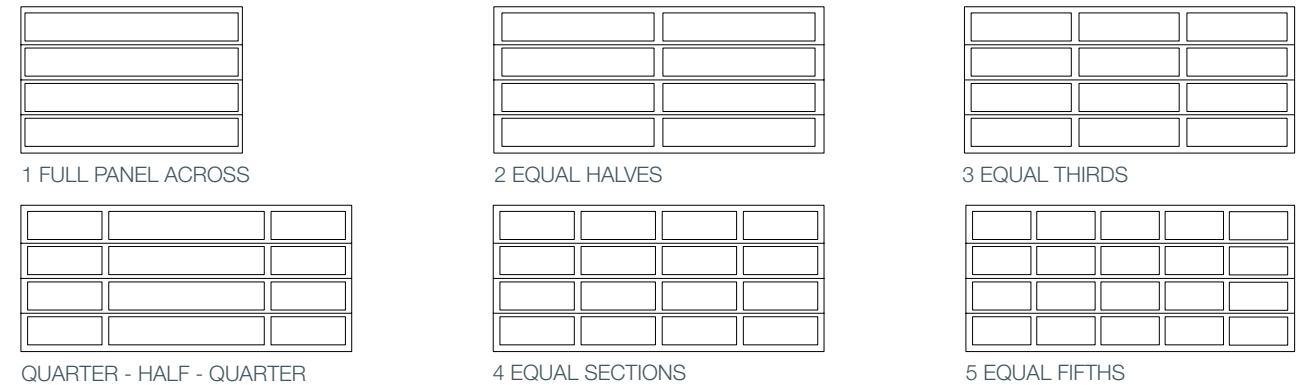 1 FULL PANEL ACROSS
2 EQUAL HALVES
3 EQUAL THIRDS
QUARTER - HALF - QUARTER
4 EQUAL SECTIONS
5 EQUAL FIFTHS